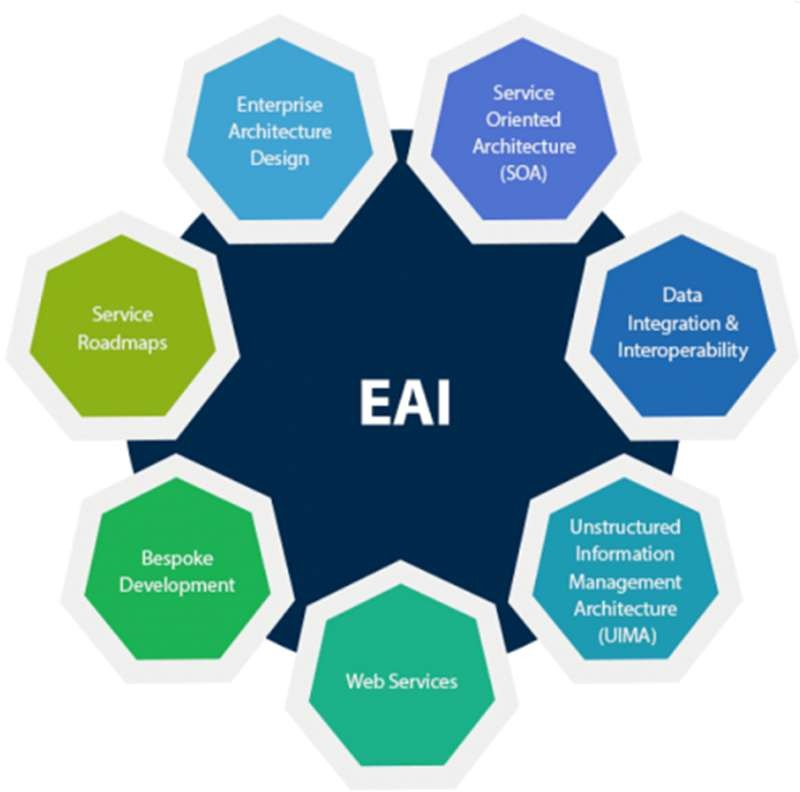 Enterprise
Architecture
Design
Service
Oriented
Architecture
(SOA)
Service
Roadmaps
Data
Integration &
Interoperability
EAI
Bespoke
Development
Unstructured
Information
Management
Architecture
(UIMA)
Web Services